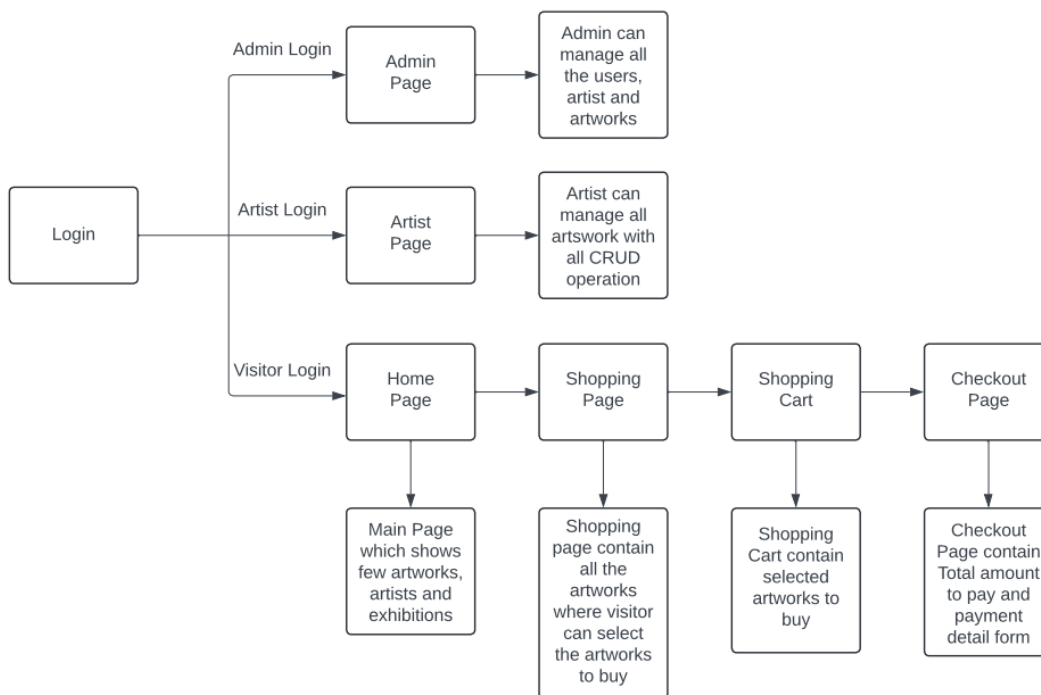 Admin Login
Admin
Page
Admin can
manage all
the users,
artist and
artworks
Login
Artist Login
Artist
Page
Artist can
manage all
artswork with
all CRUD
operation
Visitor Login
Home
Page
Shopping
Page
Shopping
Cart
Checkout
Page
Main Page
which shows
few artworks,
artists and
exhibitions
Shopping
page contain
all the
artworks
where visitor
can select
the artworks
to buy
Shopping
Cart contain
selected
artworks to
buy
Checkout
Page contain
Total amount
to pay and
payment
detail form